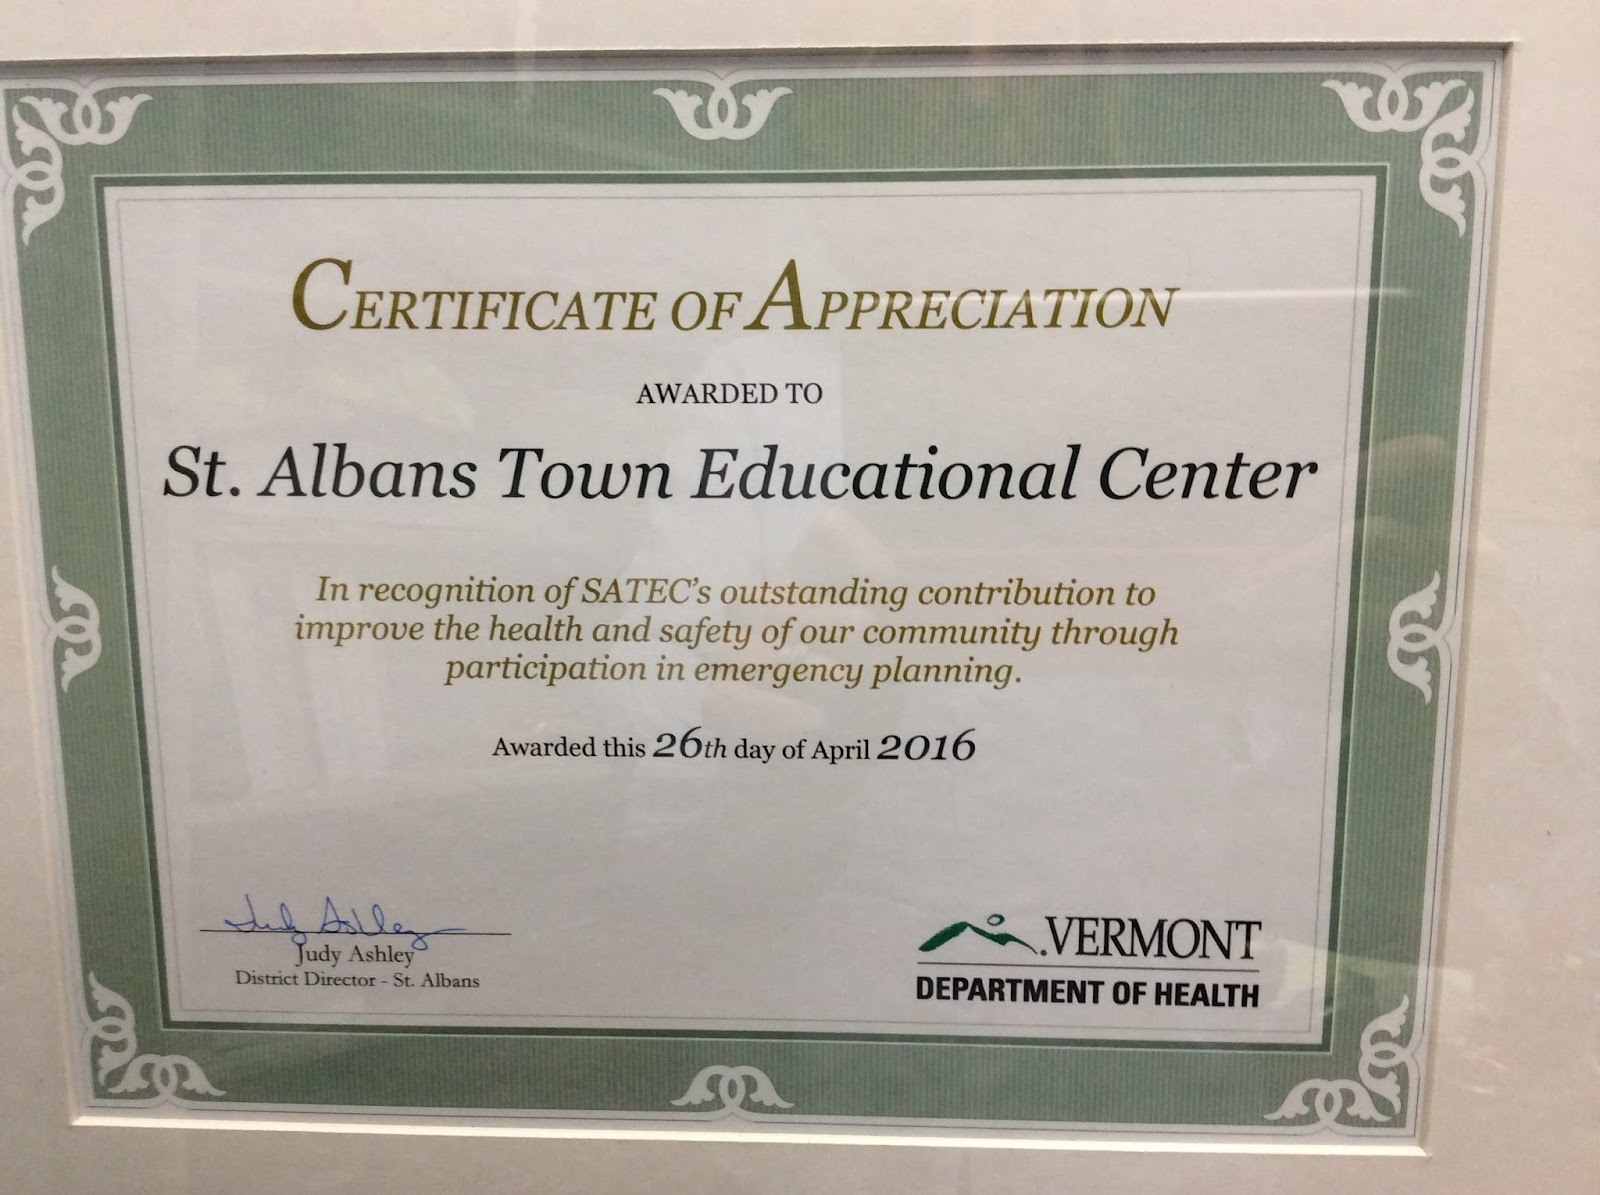 CERTIFICATE OF APPRECIATION
AWARDED TO
St. Albans Town Educational Center
In recognition of SATEC's outstanding contribution to
improve the health and safety of our community through
participation in emergency planning.
Awarded this 26th day of April 2016
Judy Ashley
Judy Ashley
District Director - St. Albans
.VERMONT
DEPARTMENT OF HEALTH